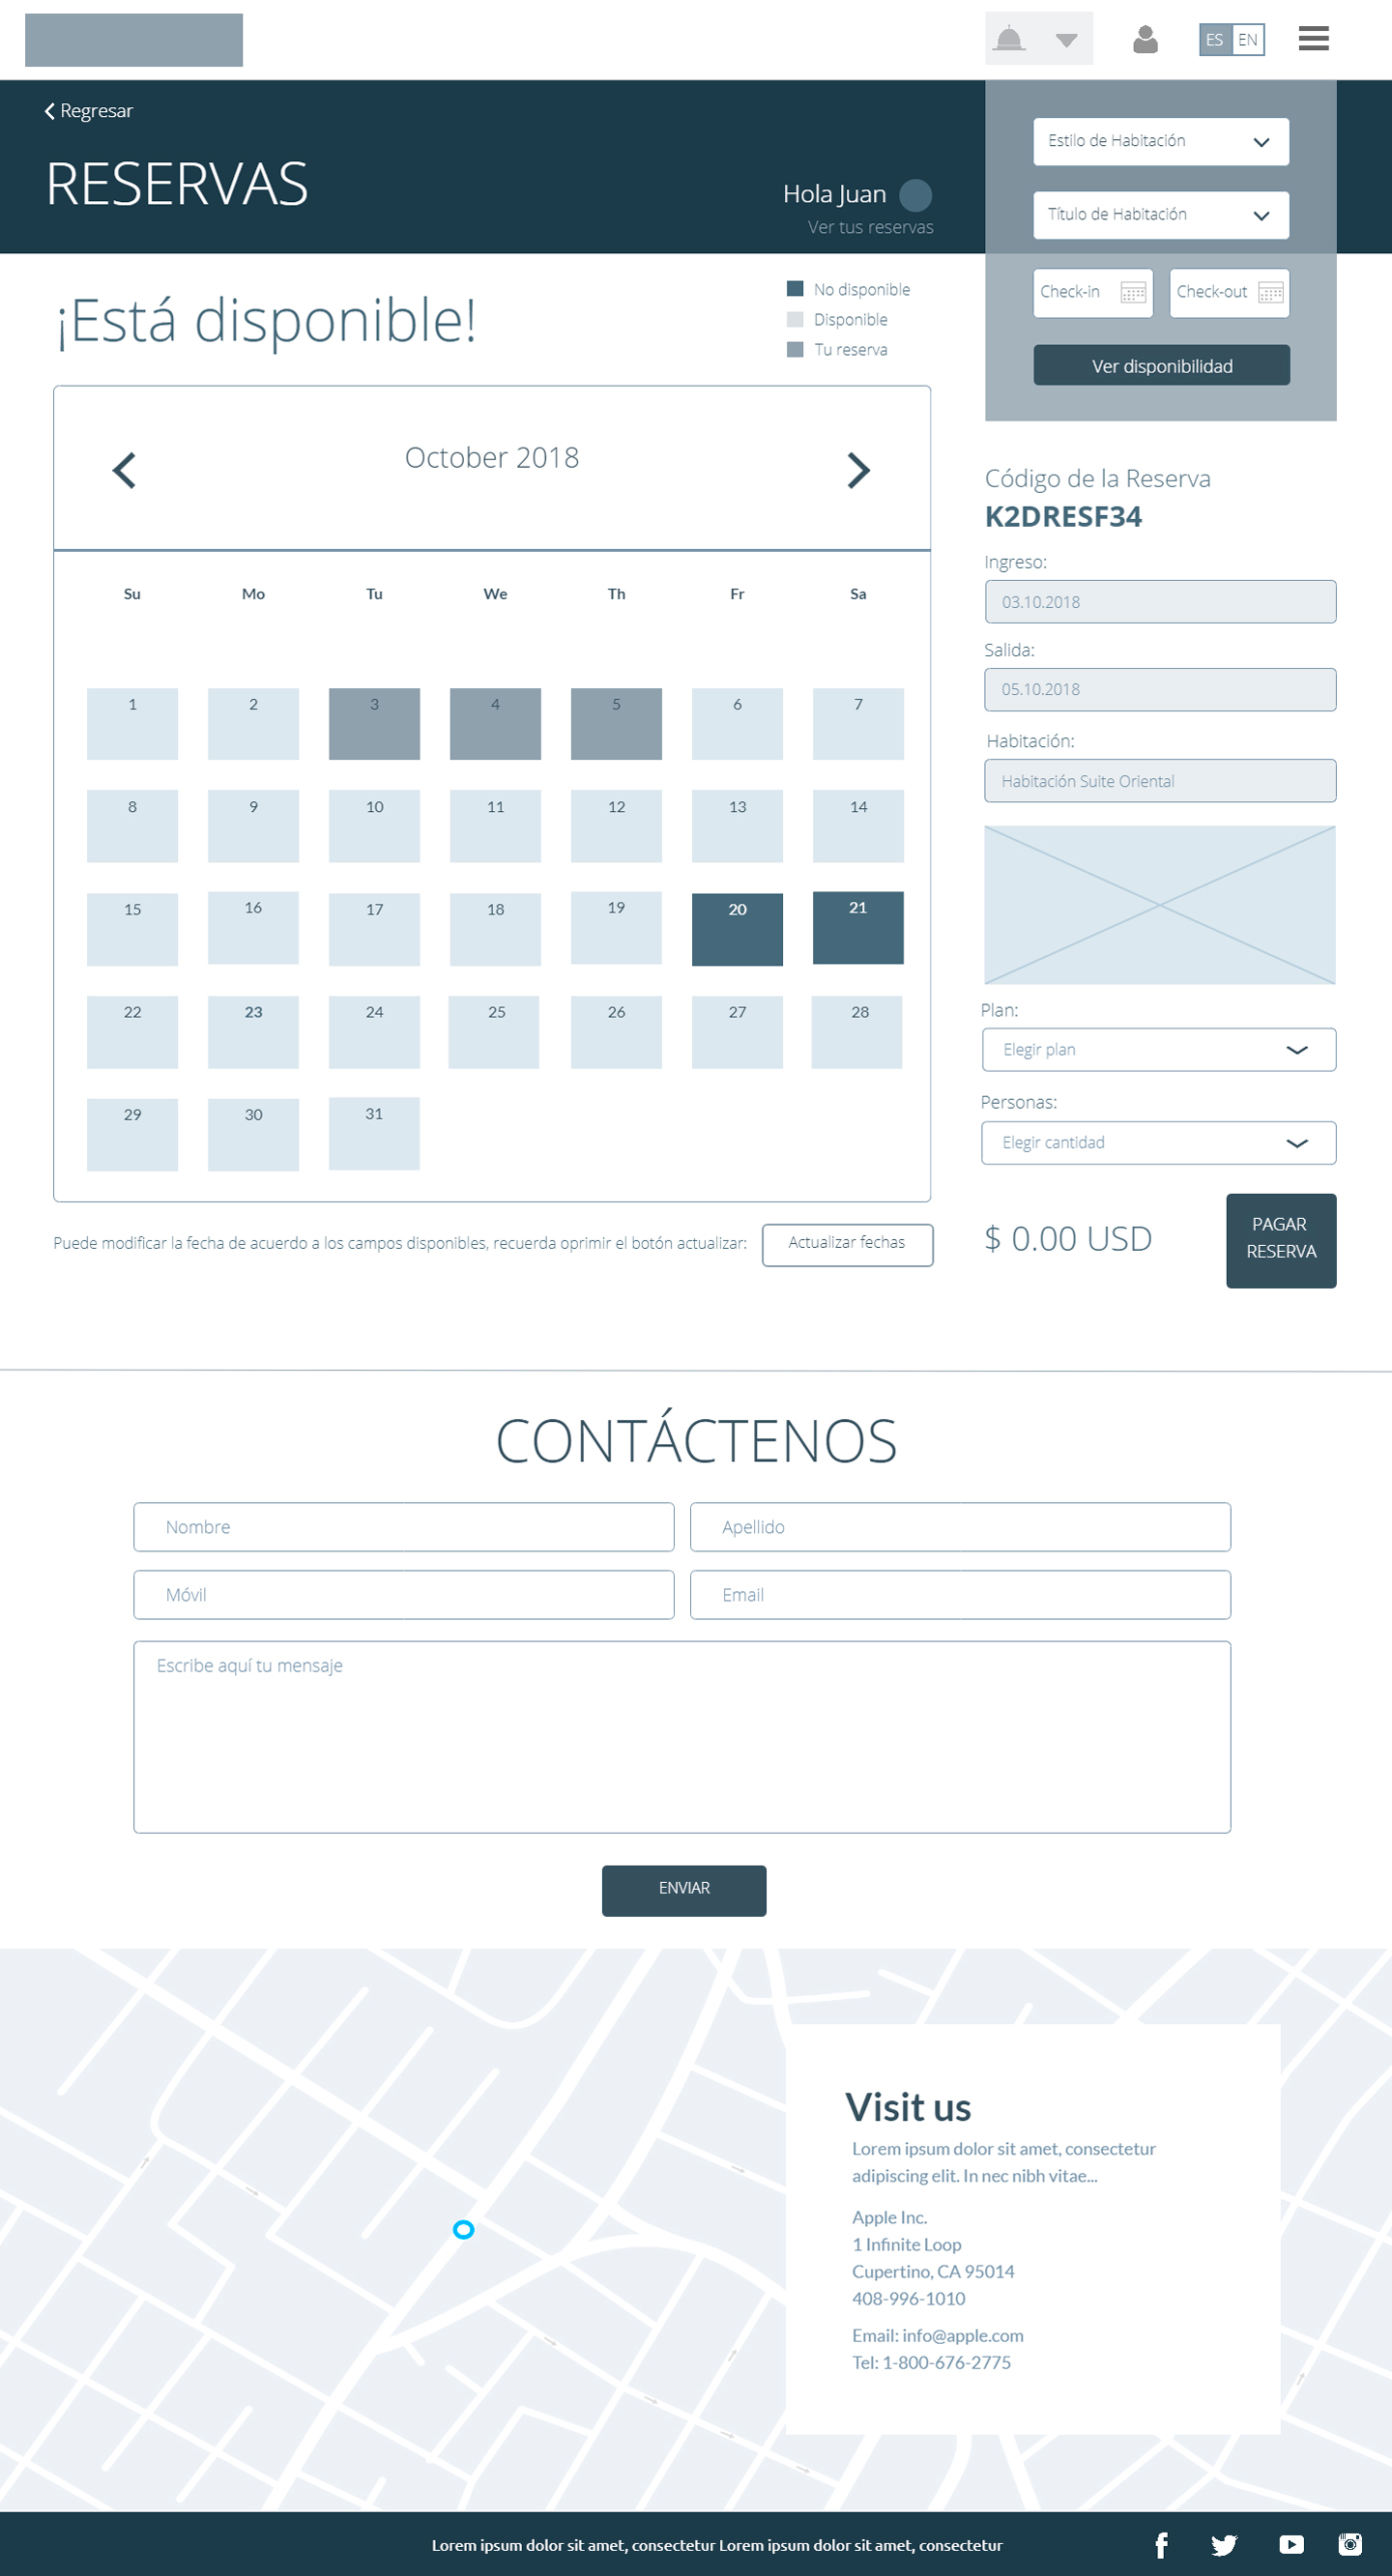 ES EN
Regresar
RESERVAS
Hola Juan
Ver tus reservas
Estilo de Habitación
Título de Habitación
Check-in Check-out
Ver disponibilidad
¡Está disponible!
No disponible
Disponible
Tu reserva
October 2018
Su Mo Tu We Th Fr Sa
1 2 3 4 5 6 7
8 9 10 11 12 13 14
15 16 17 18 19 20 21
22 23 24 25 26 27 28
29 30 31
Puede modificar la fecha de acuerdo a los campos disponibles, recuerda oprimir el botón actualizar:
Actualizar fechas
Código de la Reserva
K2DRESF34
Ingreso:
03.10.2018
Salida:
05.10.2018
Habitación:
Habitación Suite Oriental
Plan:
Elegir plan
Personas:
Elegir cantidad
$ 0.00 USD
PAGAR
RESERVA
CONTÁCTENOS
Nombre
Apellido
Móvil
Email
Escribe aquí tu mensaje
ENVIAR
Visit us
Lorem ipsum dolor sit amet, consectetur
adipiscing elit. In nec nibh vitae...
Apple Inc.
1 Infinite Loop
Cupertino, CA 95014
408-996-1010
Email: info@apple.com
Tel: 1-800-676-2775
Lorem ipsum dolor sit amet, consectetur Lorem ipsum dolor sit amet, consectetur